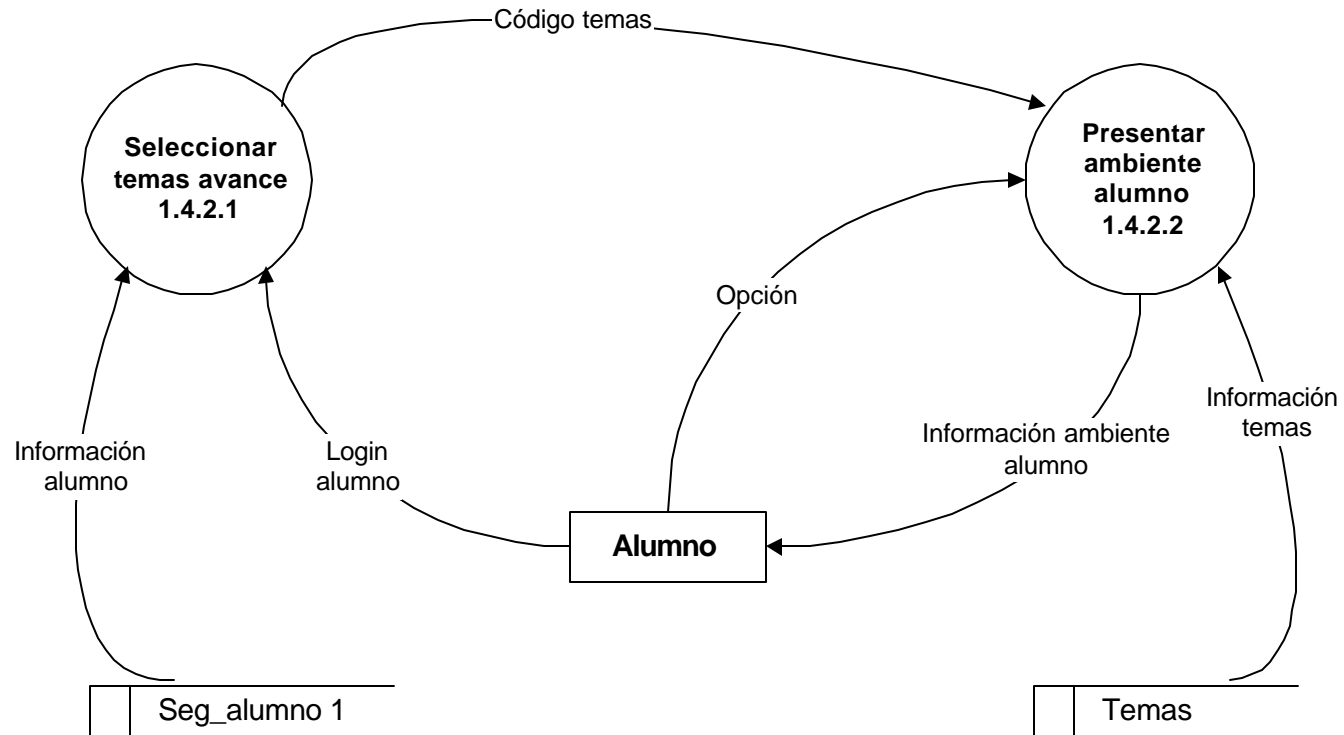 Código temas
Seleccionar
temas avance
1.4.2.1
Presentar
ambiente
alumno
1.4.2.2
Opción
Información
alumno
Login
alumno
Información ambiente
alumno
Información
temas
Alumno
Seg_alumno 1
Temas